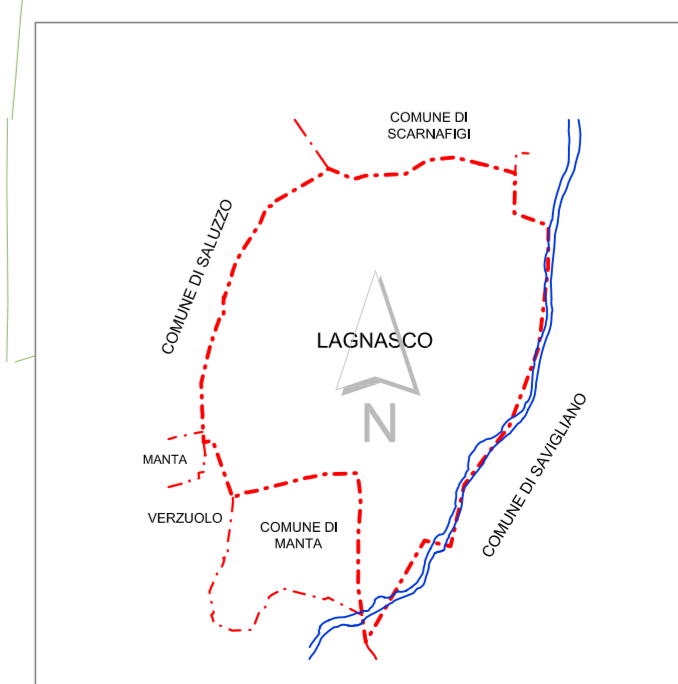 COMUNE DI
SCARNAFIGI
COMUNE DI SALUZZO
LAGNASCO
N
MANTA
VERZUOLO
COMUNE DI
MANTA
COMUNE DI SAVIGLIANO